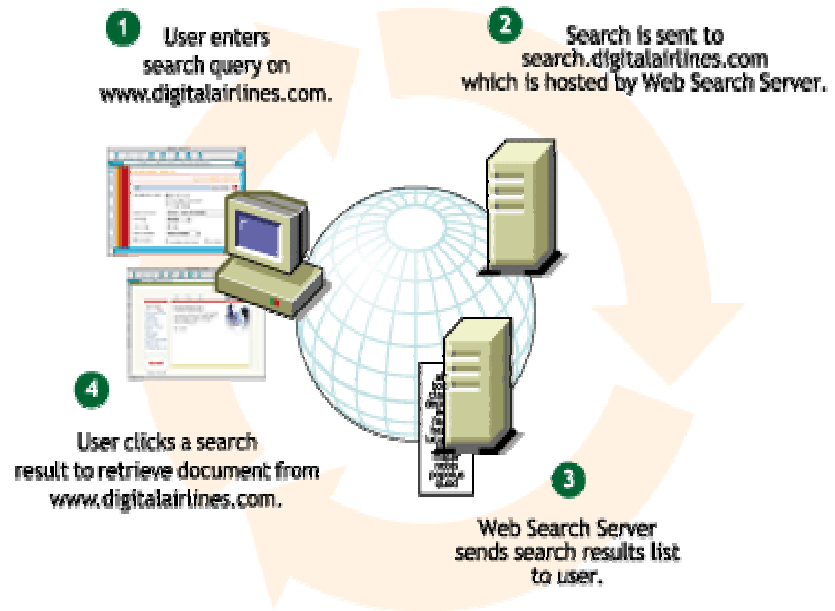 1
User enters
search query on
www.digitalairlines.com.
2
Search is sent to
search.digitalairlines.com
which is hosted by Web Search Server.
3
Web Search Server
sends search results list
to user.
4
User clicks a search
result to retrieve document from
www.digitalairlines.com.